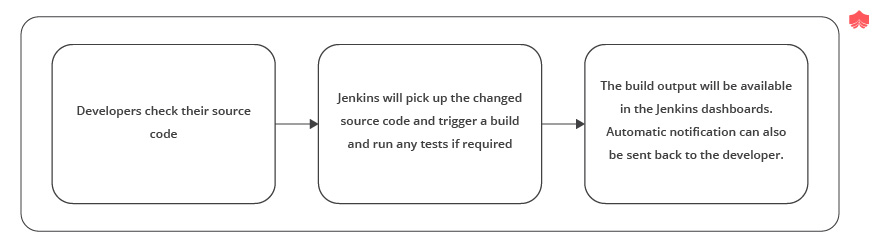 Developers check their source
code
Jenkins will pick up the changed
source code and trigger a build
and run any tests if required
The build output will be available
in the Jenkins dashboards.
Automatic notification can also
be sent back to the developer.